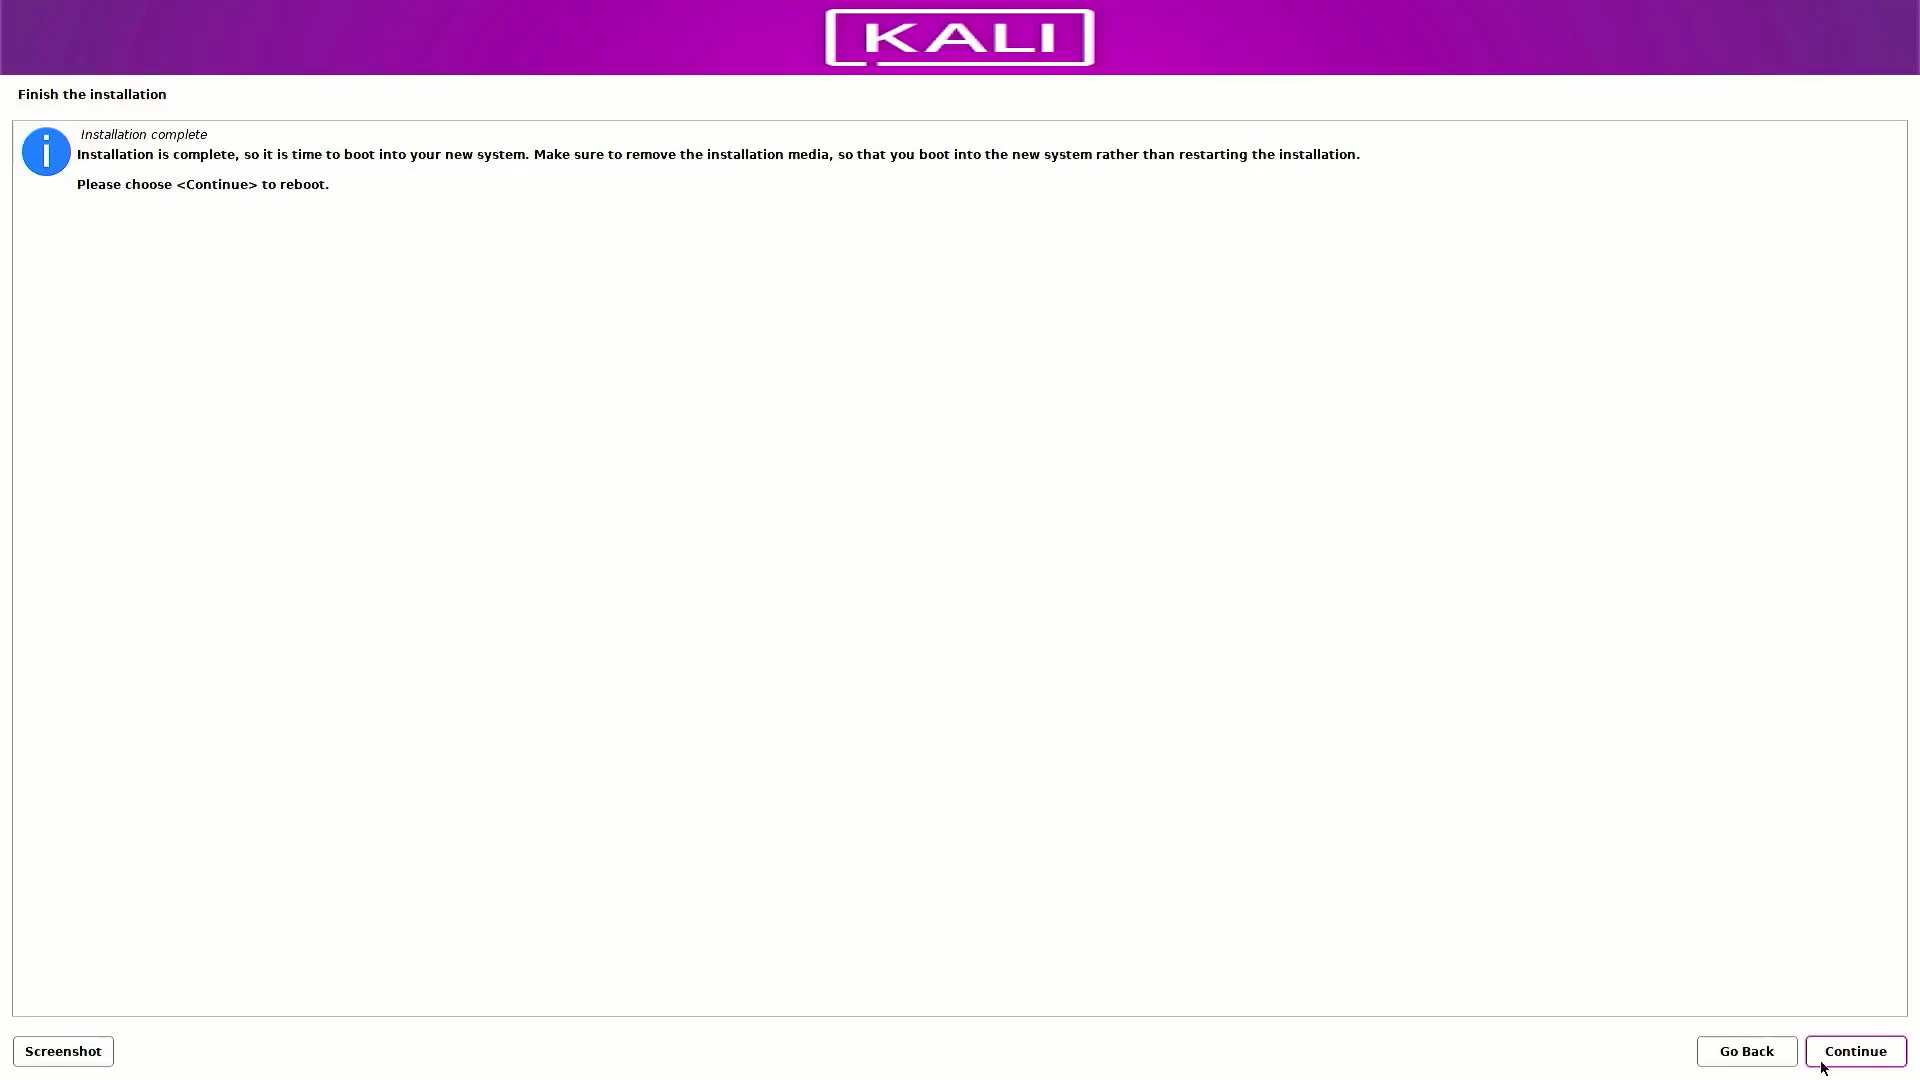 KALI
Finish the installation
Installation complete
Installation is complete, so it is time to boot into your new system. Make sure to remove the installation media, so that you boot into the new system rather than restarting the installation.
Please choose <Continue> to reboot.
Screenshot
Go Back
Continue